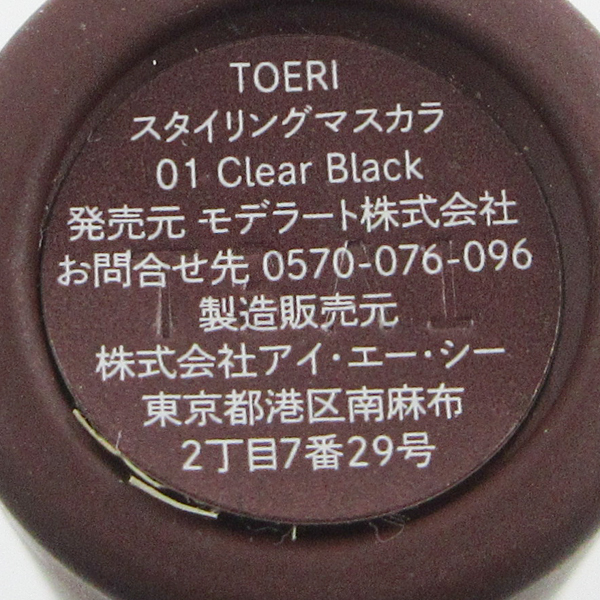 TOERI
スタイリングマスカラ
01 Clear Black
発売元 モデラート株式会社
お問合せ先 0570-076-096
製造販売元
株式会社アイ・エー・シー
東京都港区南麻布
2丁目7番29号